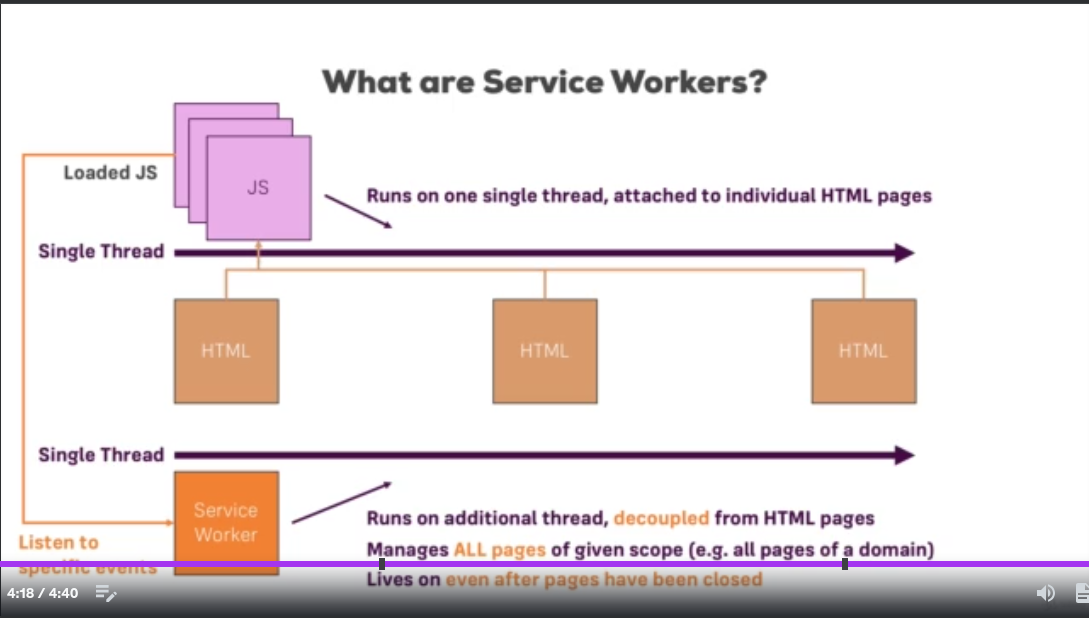 What are Service Workers?
Loaded JS
JS
Runs on one single thread, attached to individual HTML pages
Single Thread
HTML
HTML
HTML
Single Thread
Service
Worker
Runs on additional thread, decoupled from HTML pages
Manages ALL pages of given scope (e.g. all pages of a domain)
Lives on even after pages have been closed
Listen to
specific events
4:18 / 4:40